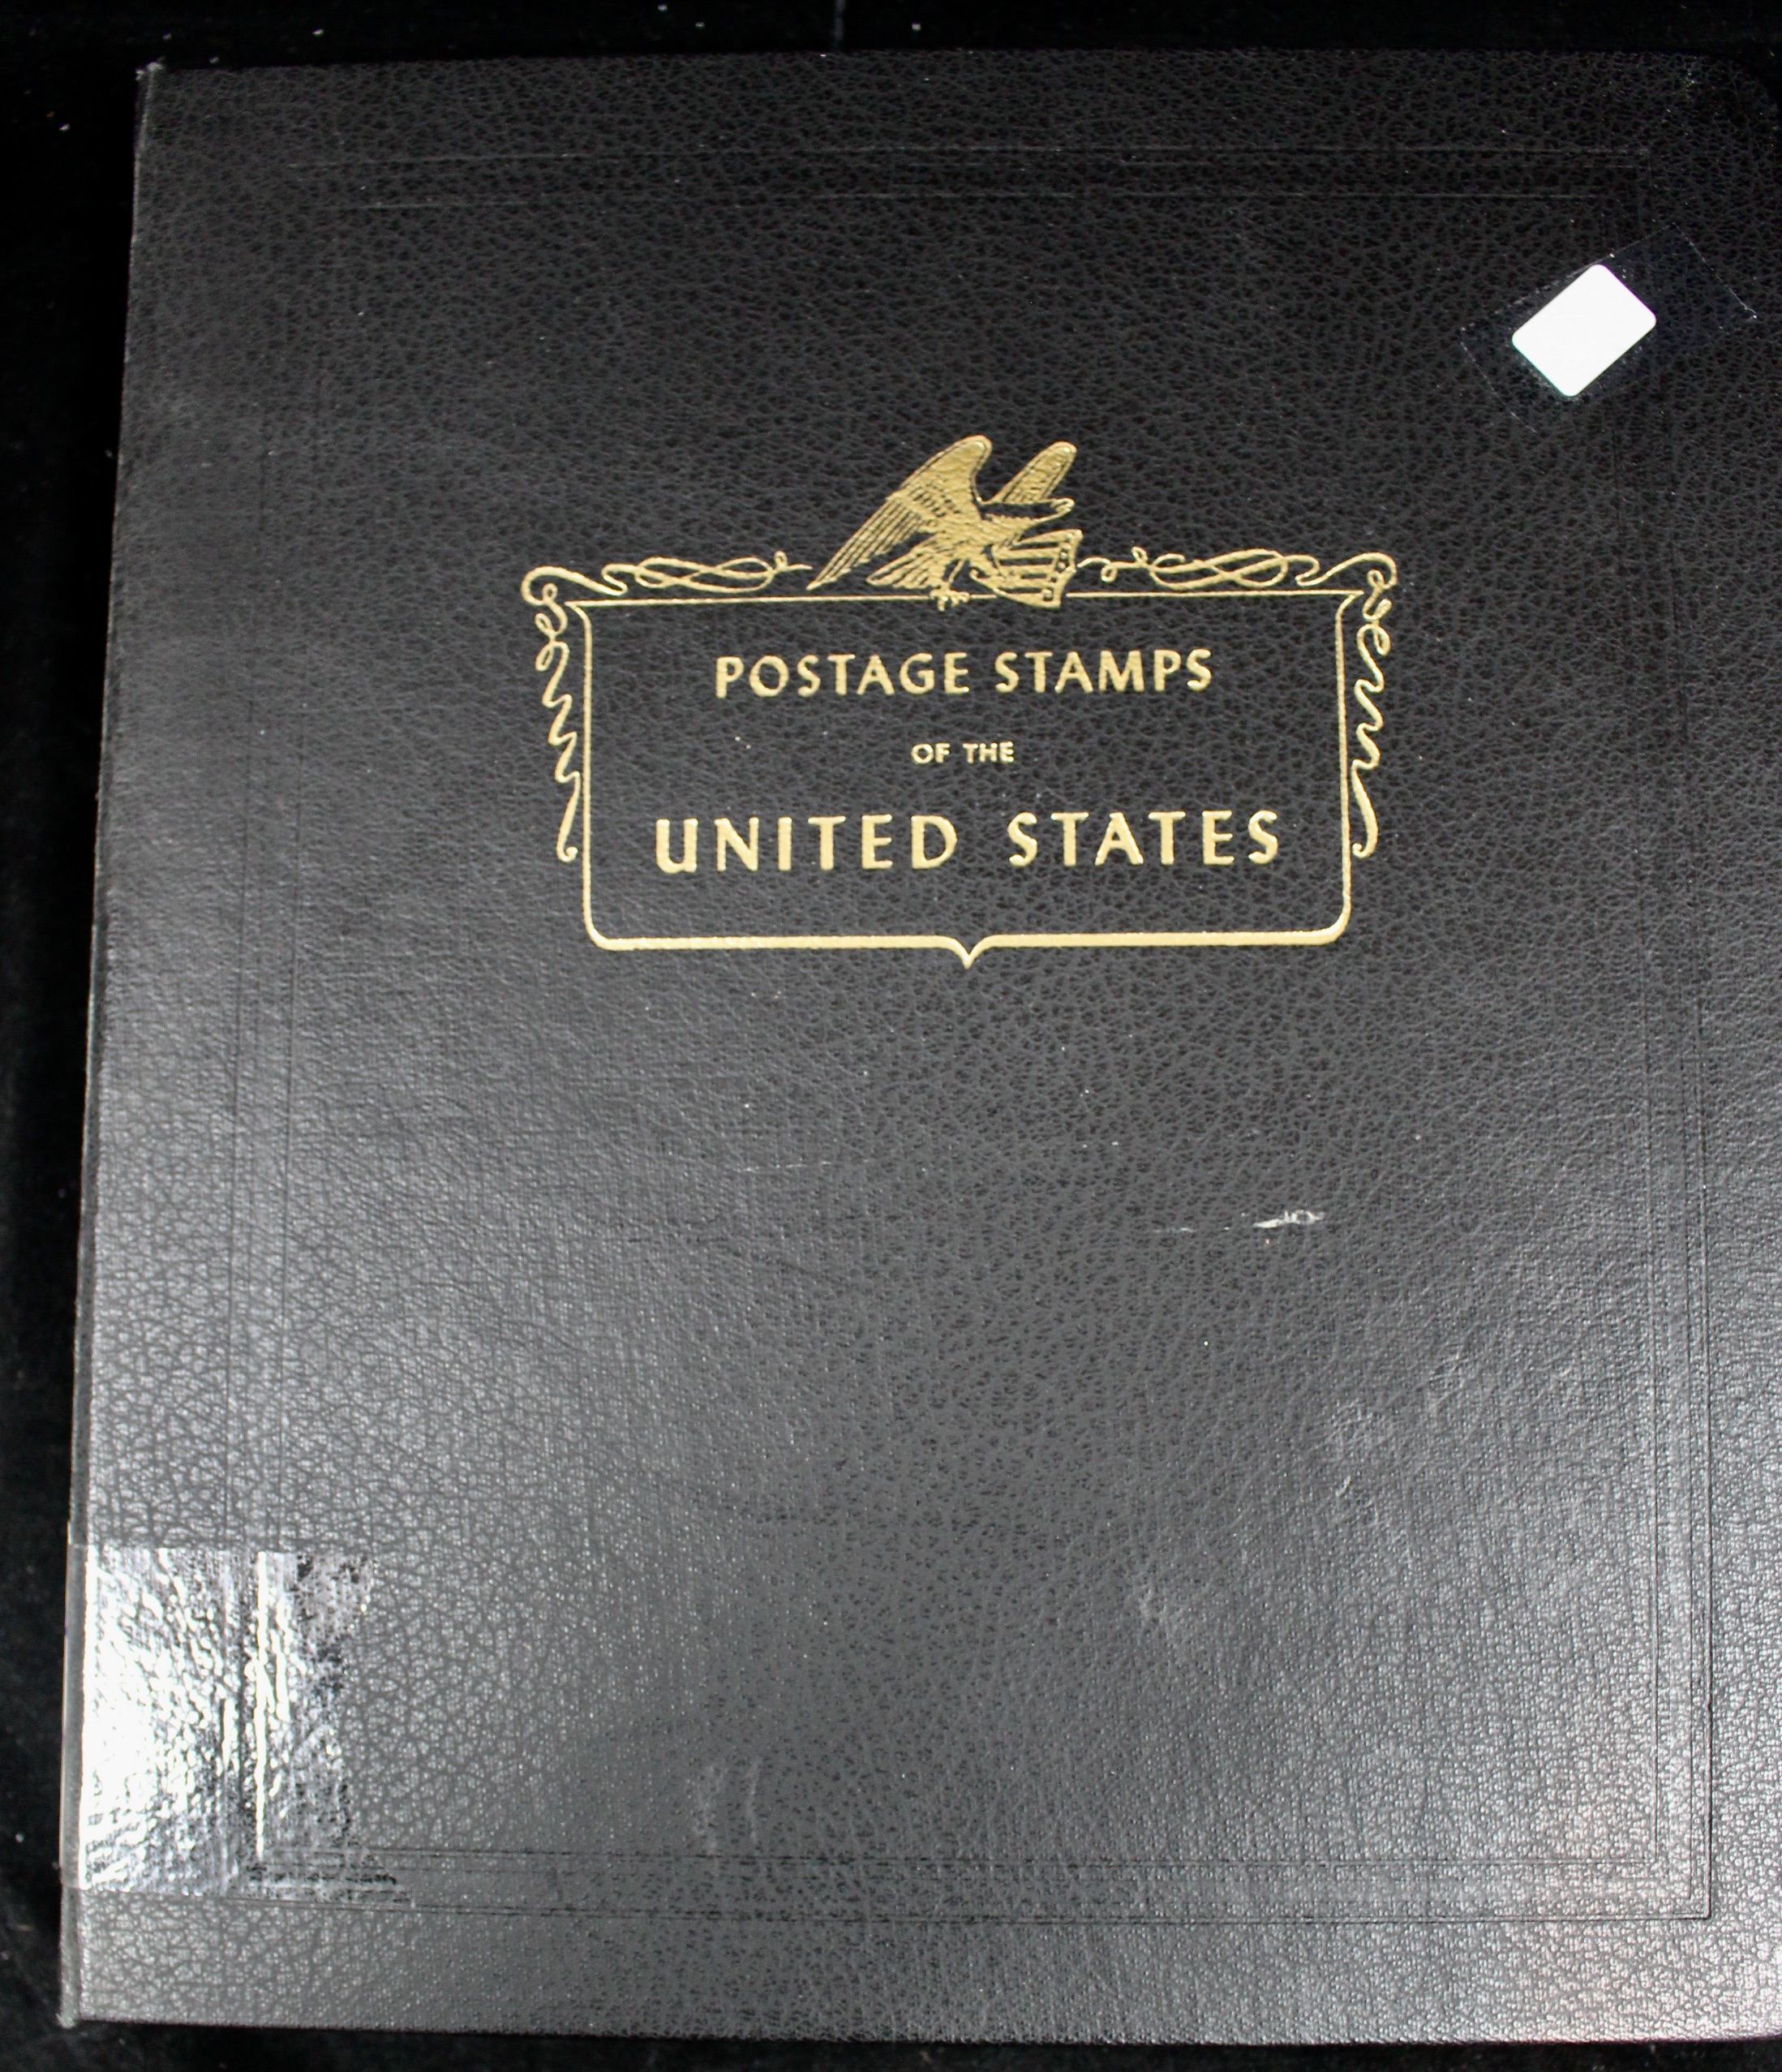 POSTAGE STAMPS
OF THE
UNITED STATES